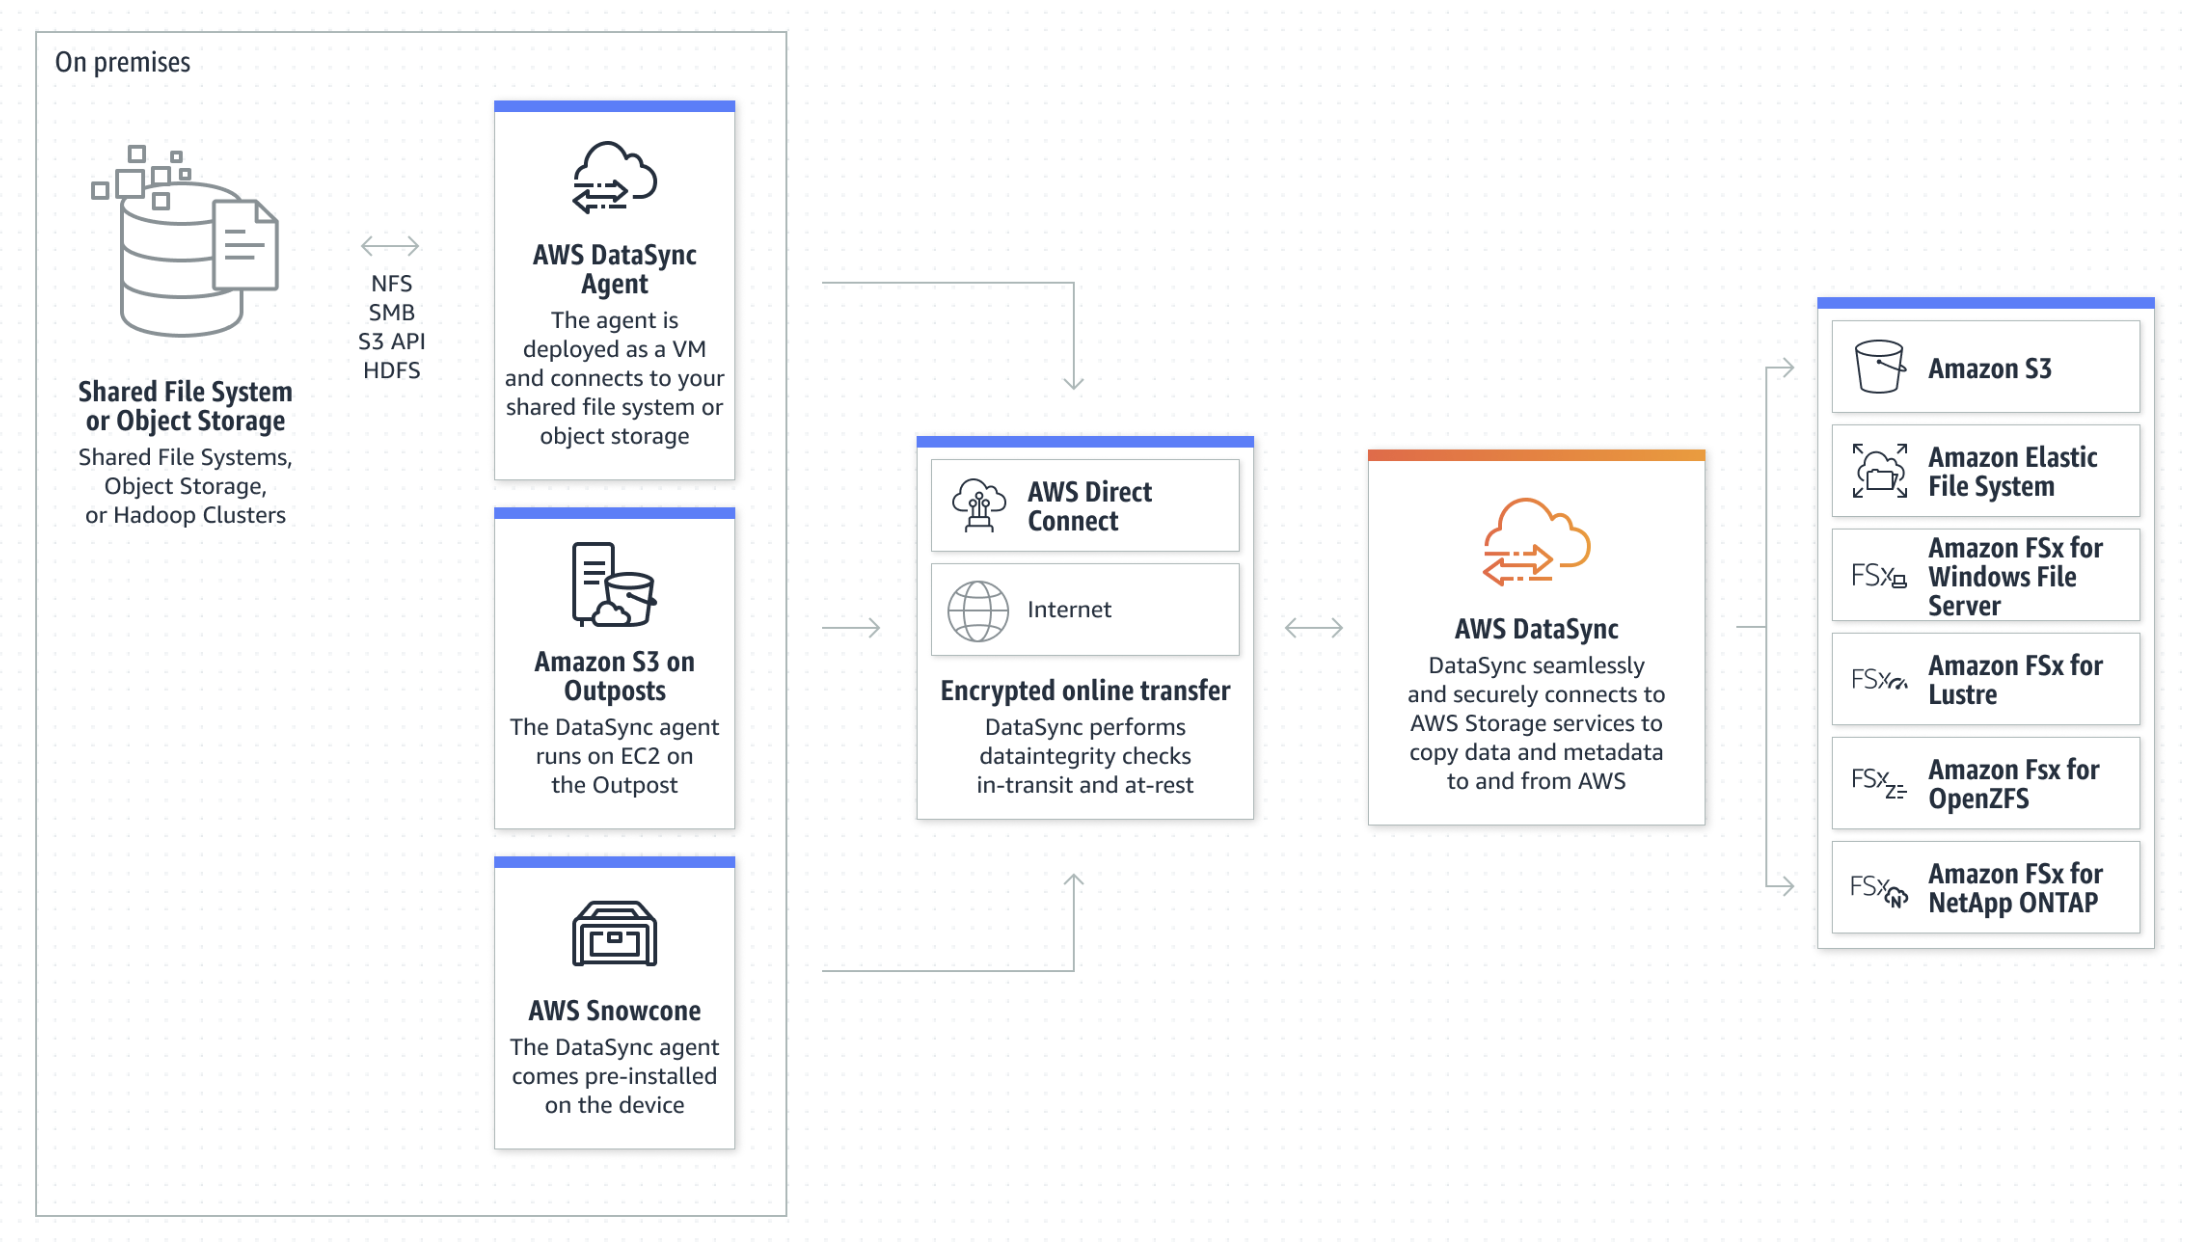 On premises
Shared File System
or Object Storage
Shared File Systems,
Object Storage,
or Hadoop Clusters
NFS
SMB
S3 API
HDFS
AWS DataSync
Agent
The agent is
deployed as a VM
and connects to your
shared file system or
object storage
Amazon S3 on
Outposts
The DataSync agent
runs on EC2 on
the Outpost
AWS Snowcone
The DataSync agent
comes pre-installed
on the device
AWS Direct
Connect
Internet
Encrypted online transfer
DataSync performs
dataintegrity checks
in-transit and at-rest
AWS DataSync
DataSync seamlessly
and securely connects to
AWS Storage services to
copy data and metadata
to and from AWS
Amazon S3
Amazon Elastic
File System
FSx
Amazon FSx for
Windows File
Server
FSx
Amazon FSx for
Lustre
FSx Z
Amazon Fsx for
OpenZFS
FSx N
Amazon FSx for
NetApp ONTAP